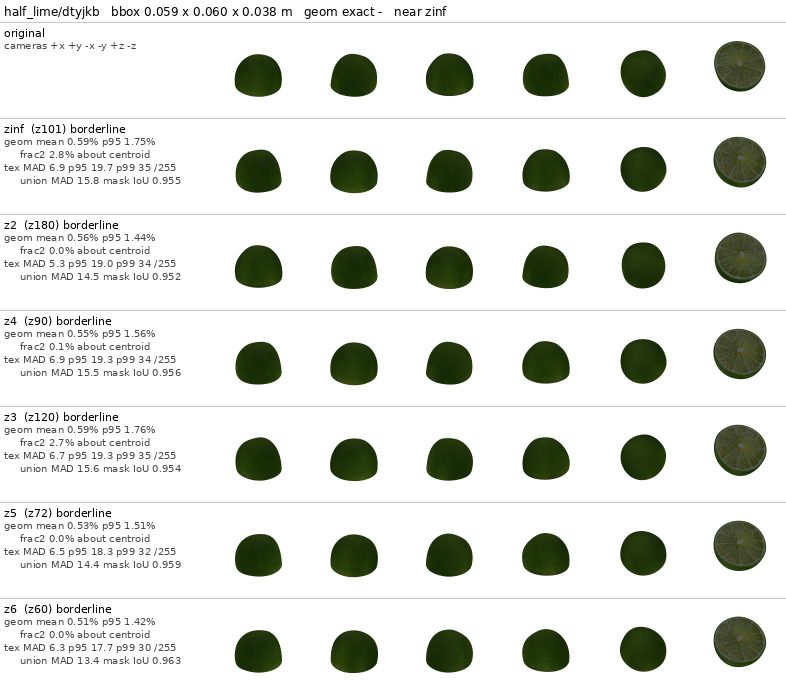 half_lime/dtyjkb bbox 0.059 x 0.060 x 0.038 m geom exact - near zinf
original
cameras +x +y -x -y +z -z
zinf (z101) borderline
geom mean 0.59% p95 1.75%
frac2 2.8% about centroid
tex MAD 6.9 p95 19.7 p99 35 /255
union MAD 15.8 mask IoU 0.955
z2 (z180) borderline
geom mean 0.56% p95 1.44%
frac2 0.0% about centroid
tex MAD 5.3 p95 19.0 p99 34 /255
union MAD 14.5 mask IoU 0.952
z4 (z90) borderline
geom mean 0.55% p95 1.56%
frac2 0.1% about centroid
tex MAD 6.9 p95 19.3 p99 34 /255
union MAD 15.5 mask IoU 0.956
z3 (z120) borderline
geom mean 0.59% p95 1.76%
frac2 2.7% about centroid
tex MAD 6.7 p95 19.3 p99 35 /255
union MAD 15.6 mask IoU 0.954
z5 (z72) borderline
geom mean 0.53% p95 1.51%
frac2 0.0% about centroid
tex MAD 6.5 p95 18.3 p99 32 /255
union MAD 14.4 mask IoU 0.959
z6 (z60) borderline
geom mean 0.51% p95 1.42%
frac2 0.0% about centroid
tex MAD 6.3 p95 17.7 p99 30 /255
union MAD 13.4 mask IoU 0.963